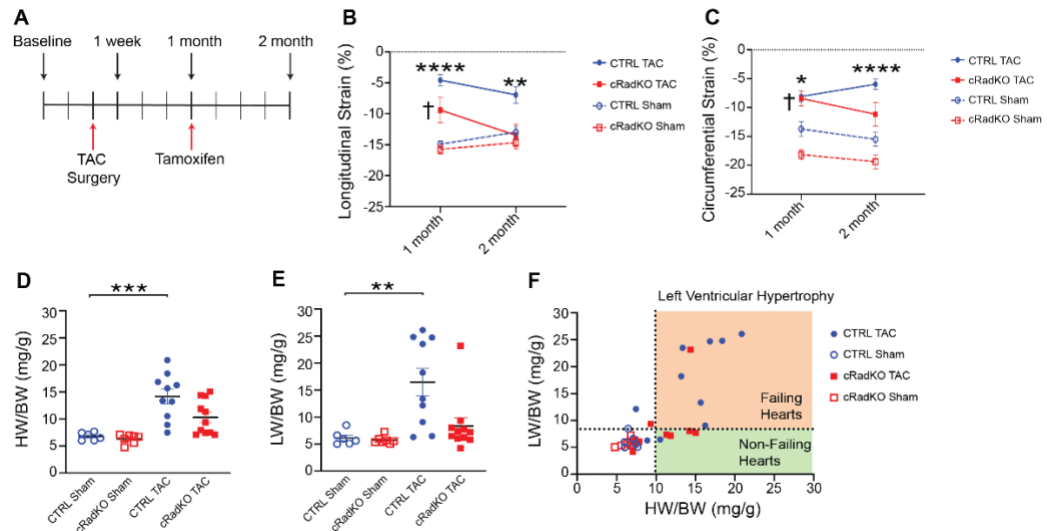 A
Baseline 1 week 1 month 2 month
TAC
Surgery
Tamoxifen
B
Longitudinal Strain (%)
0
-5
-10
-15
-20
-25
****
**
†
1 month 2 month
CTRL TAC
cRadKO TAC
CTRL Sham
cRadKO Sham
C
Circumferential Strain (%)
0
-5
-10
-15
-20
-25
*
****
†
1 month 2 month
CTRL TAC
cRadKO TAC
CTRL Sham
cRadKO Sham
D
HW/BW (mg/g)
30
25
20
15
10
5
0
***
CTRL Sham cRadKO Sham CTRL TAC cRadKO TAC
E
LW/BW (mg/g)
30
25
20
15
10
5
0
**
CTRL Sham cRadKO Sham CTRL TAC cRadKO TAC
F
Left Ventricular Hypertrophy
LW/BW (mg/g)
30
25
20
15
10
5
0
Failing
Hearts
Non-Failing
Hearts
5 10 15 20 25 30
HW/BW (mg/g)
CTRL TAC
CTRL Sham
cRadKO TAC
cRadKO Sham